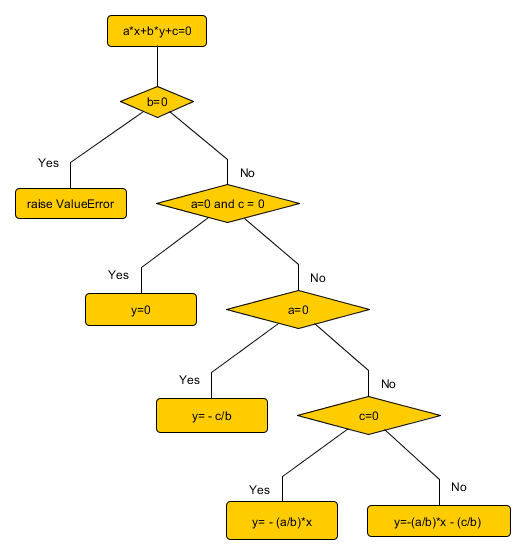 a*x+b*y+c=0
b=0
Yes
No
raise ValueError
a=0 and c = 0
Yes
No
y=0
a=0
Yes
No
y= - c/b
c=0
Yes
No
y= - (a/b)*x
y=-(a/b)*x - (c/b)